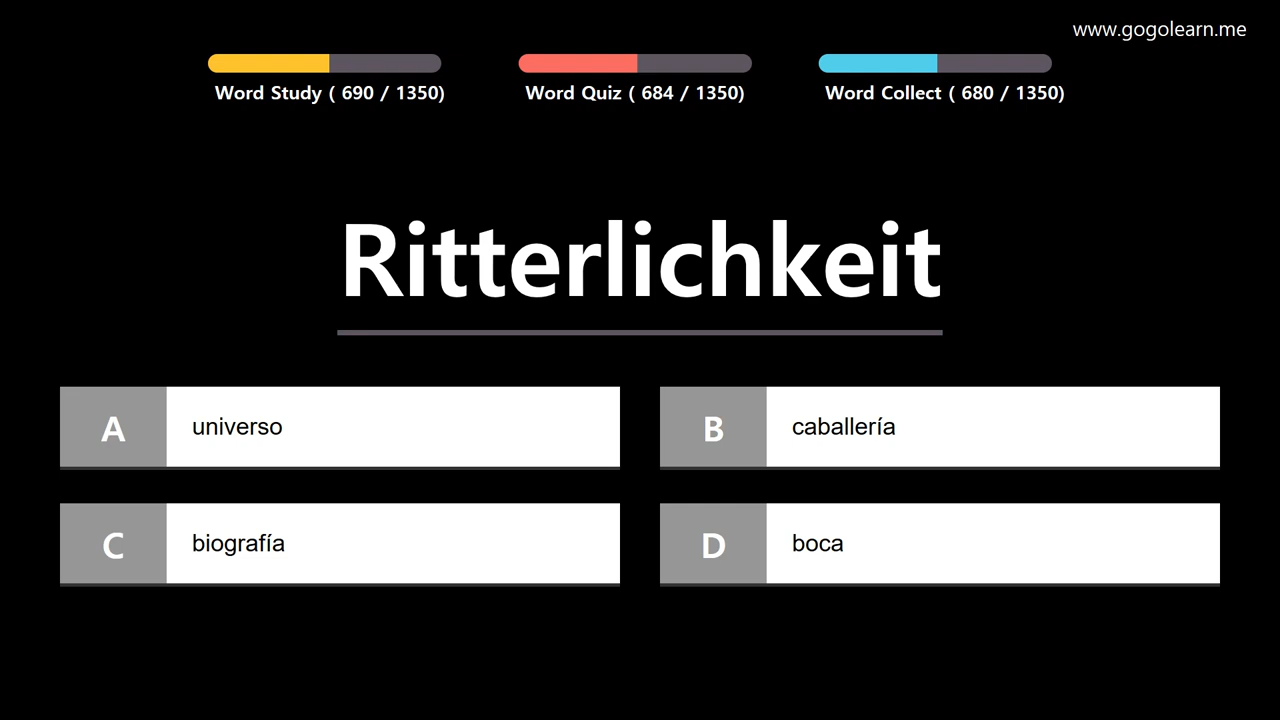 www.gogolearn.me
Word Study ( 690 / 1350)
Word Quiz ( 684 / 1350)
Word Collect ( 680 / 1350)
Ritterlichkeit
A universo
B caballería
C biografía
D boca